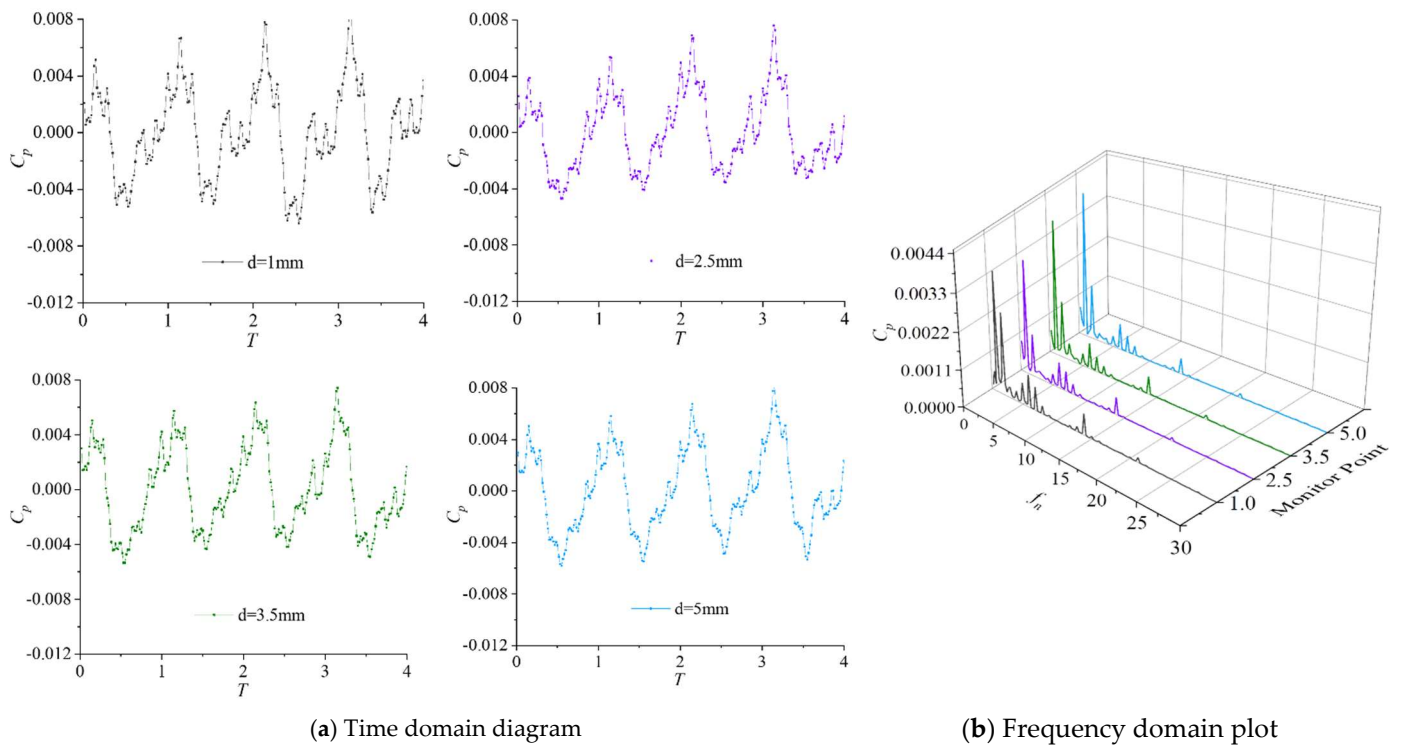 0.008
0.004
0.000
-0.004
-0.008
-0.012
Cp
d=1mm
0 1 2 3 4
T
0.008
0.004
0.000
-0.004
-0.008
-0.012
Cp
d=2.5mm
0 1 2 3 4
T
0.008
0.004
0.000
-0.004
-0.008
-0.012
Cp
d=3.5mm
0 1 2 3 4
T
0.008
0.004
0.000
-0.004
-0.008
-0.012
Cp
d=5mm
0 1 2 3 4
T
0.0044
0.0033
0.0022
0.0011
0.0000
Cp
0 5 10 15 20 25 30
fn
1.0 2.5 3.5 5.0
Monitor Point
(a) Time domain diagram
(b) Frequency domain plot